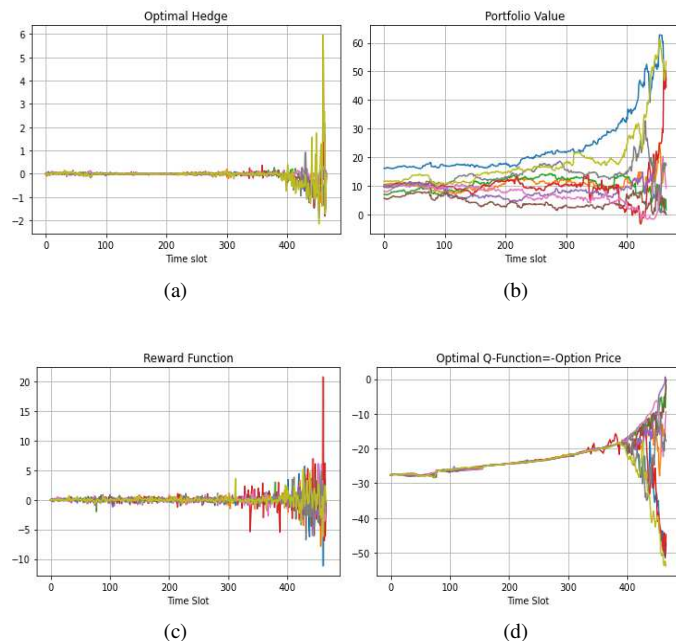 Optimal Hedge
6
5
4
3
2
1
0
−1
−2
0 100 200 300 400
Time slot
(a)
Portfolio Value
60
50
40
30
20
10
0
0 100 200 300 400
Time slot
(b)
Reward Function
20
15
10
5
0
−5
−10
0 100 200 300 400
Time Slot
(c)
Optimal Q-Function=-Option Price
0
−10
−20
−30
−40
−50
0 100 200 300 400
Time Slot
(d)